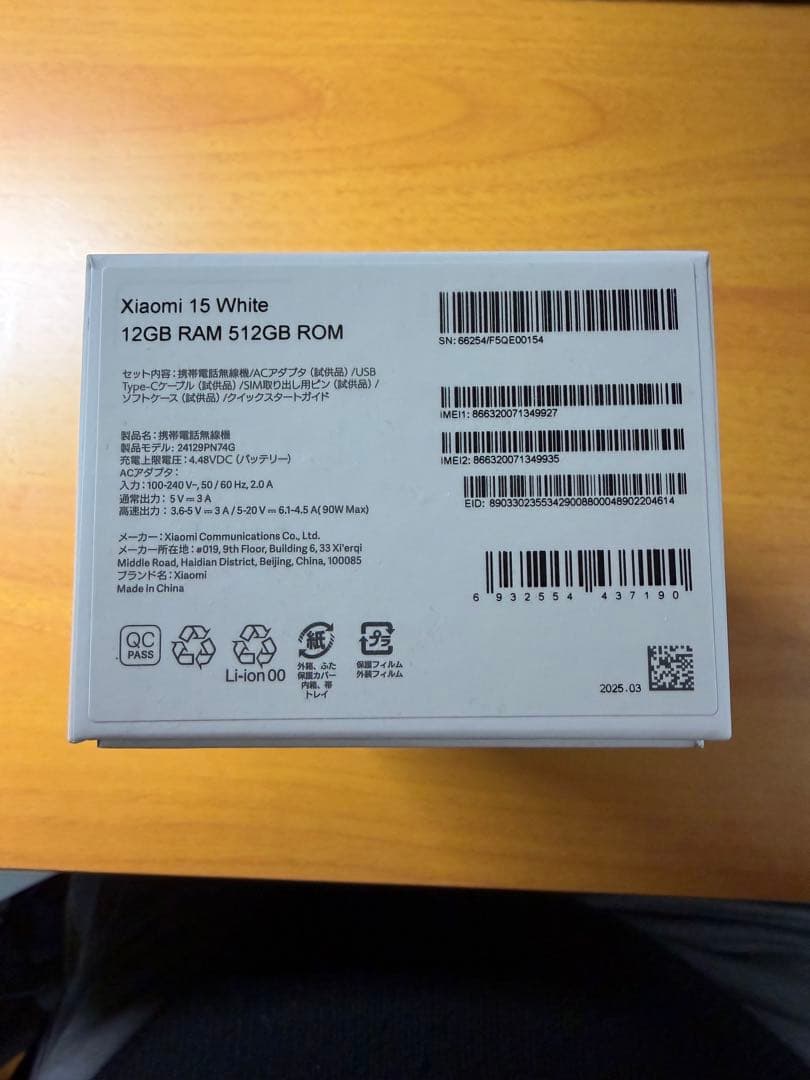 Xiaomi 15 White
12GB RAM 512GB ROM
セット内容：携帯電話無線機/ACアダプタ（試供品）/USB
Type-Cケーブル（試供品）/SIM取り出し用ピン（試供品）/
ソフトケース（試供品）/クイックスタートガイド
製品名：携帯電話無線機
製品モデル: 24129PN74G
充電上限電圧：4.48VDC（バッテリー）
ACアダプタ：
入力：100-240 V~, 50 / 60 Hz, 2.0 A
通常出力： 5 V⎓3 A
高速出力： 3.6-5 V⎓3 A / 5-20 V⎓6.1-4.5 A( 90W Max)
メーカー：Xiaomi Communications Co., Ltd.
メーカー所在地：#019, 9th Floor, Building 6, 33 Xi'erqi
Middle Road, Haidian District, Beijing, China, 100085
ブランド名：Xiaomi
Made in China
QC
PASS
Li-ion 00
紙
外箱、ふた
保護カバー
内箱、帯
トレイ
プラ
保護フィルム
外装フィルム
SN: 66254/F5QE00154
IMEI1: 866320071349927
IMEI2: 866320071349935
EID: 89033023553429008800048902204614
6 932554 437190
2025.03